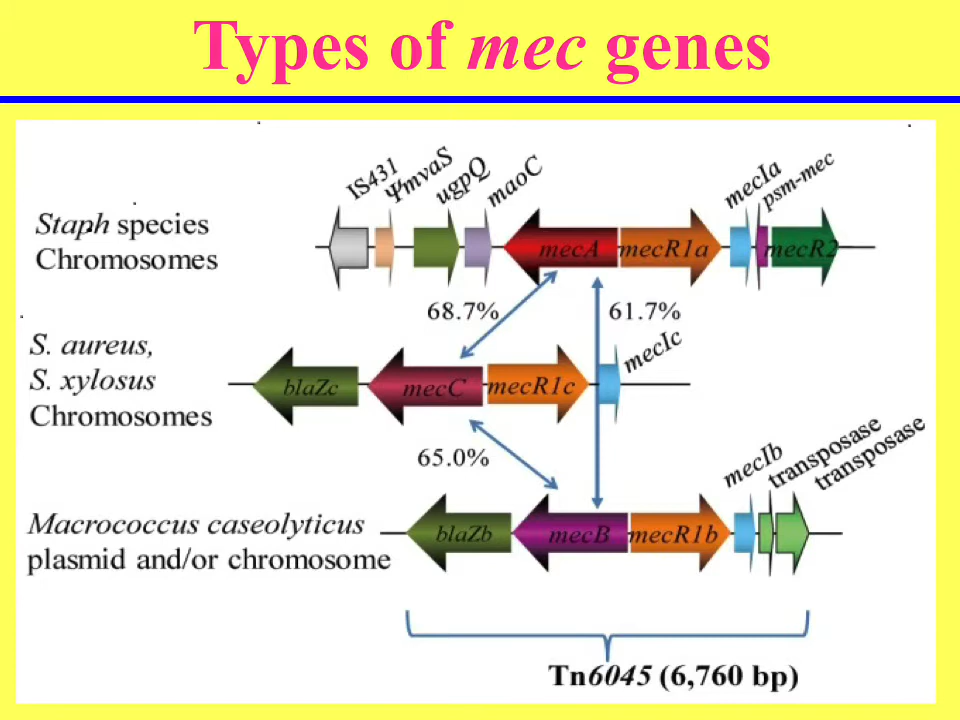 Types of mec genes
IS431
ΨmvaS
ugpQ
maoC
mecIa
psm-mec
Staph species
Chromosomes
mecA
mecR1a
mecR2
68.7%
61.7%
S. aureus,
S. xylosus
Chromosomes
blaZc
mecC
mecR1c
mecIc
65.0%
mecIb
transposase
transposase
Macrococcus caseolyticus
plasmid and/or chromosome
blaZb
mecB
mecR1b
Tn6045 (6,760 bp)